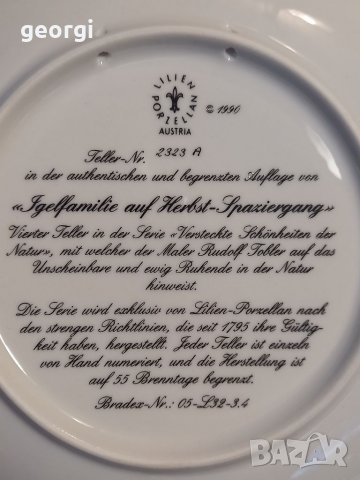 georgi
LILIEN PORZELLAN
AUSTRIA
© 1990
Teller-Nr. 2323 A
in der authentischen und begrenzten Auflage von
«Igelfamilie auf Herbst-Spaziergang»
Vierter Teller in der Serie «Versteckte Schönheiten der
Natur», mit welcher der Maler Rudolf Tobler auf das
Unscheinbare und ewig Ruhende in der Natur
hinweist.
Die Serie wird exklusiv von Lilien-Porzellan nach
den strengen Richtlinien, die seit 1795 ihre Gültig-
keit haben, hergestellt. Jeder Teller ist einzeln
von Hand numeriert, und die Herstellung ist
auf 55 Brenntage begrenzt.
Bradex-Nr.: 05-L32-3.4
BAZAR